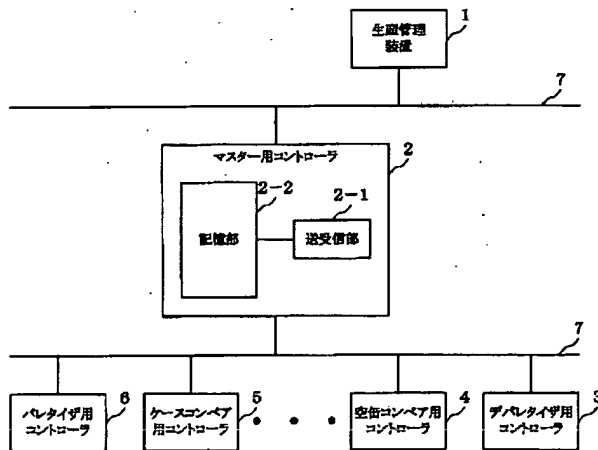 1
生産管理
装置
7
マスター用コントローラ
2
2-2
2-1
記憶部
送受信部
7
パレタイザ用
コントローラ
6
ケースコンベア
用コントローラ
5
空缶コンベア用
コントローラ
4
デパレタイザ用
コントローラ
3